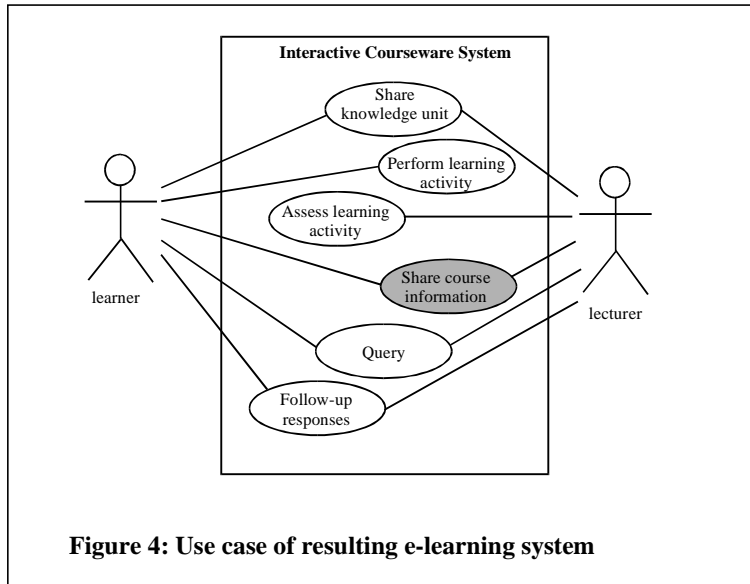 Interactive Courseware System
Share
knowledge unit
Perform learning
activity
Assess learning
activity
Share course
information
learner
lecturer
Query
Follow-up
responses
Figure 4: Use case of resulting e-learning system